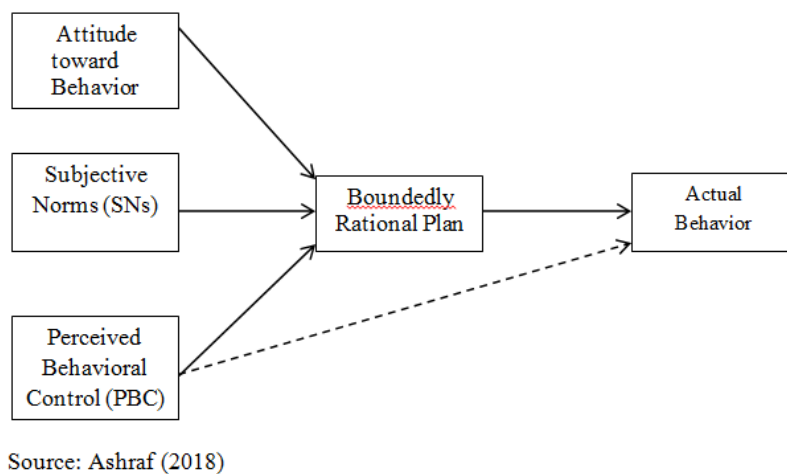 Attitude
toward
Behavior
Subjective
Norms (SNs)
Boundedly
Rational Plan
Actual
Behavior
Perceived
Behavioral
Control (PBC)
Source: Ashraf (2018)